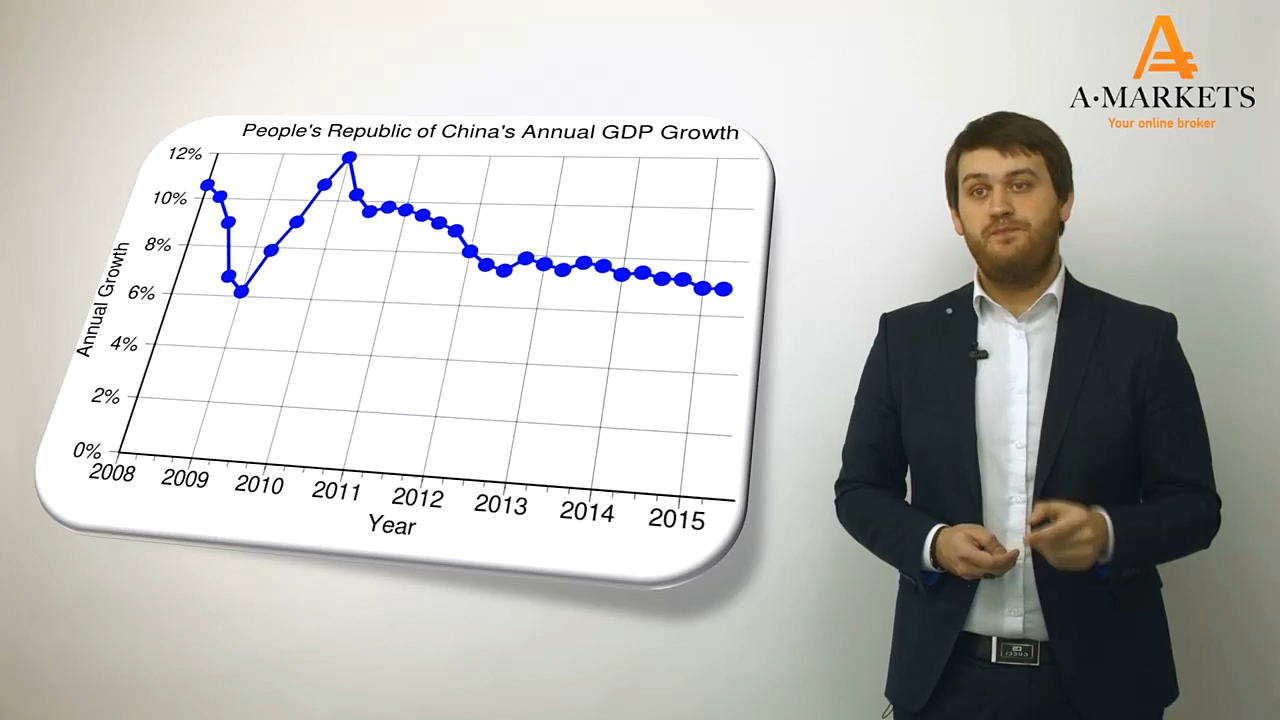 A·MARKETS
Your online broker
People's Republic of China's Annual GDP Growth
12%
10%
8%
6%
4%
2%
0%
Annual Growth
2008 2009 2010 2011 2012 2013 2014 2015
Year